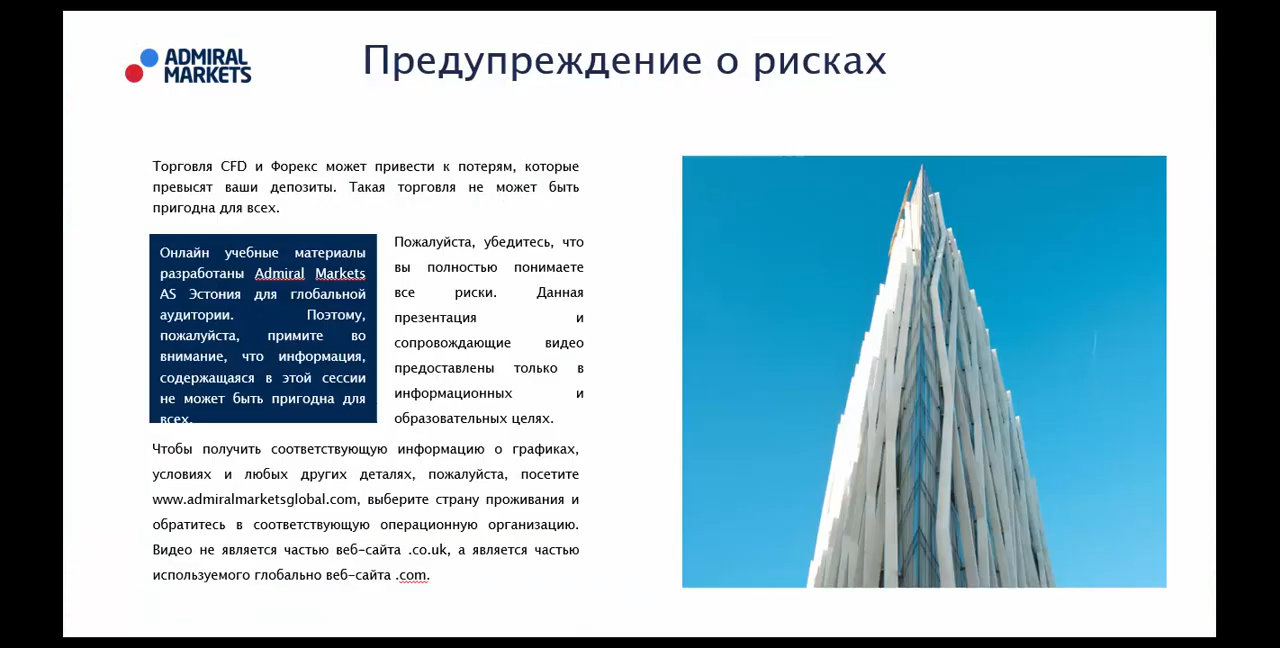 ADMIRAL
MARKETS
Предупреждение о рисках
Торговля CFD и Форекс может привести к потерям, которые
превысят ваши депозиты. Такая торговля не может быть
пригодна для всех.
Онлайн учебные материалы
разработаны Admiral Markets
AS Эстония для глобальной
аудитории. Поэтому,
пожалуйста, примите во
внимание, что информация,
содержащаяся в этой сессии
не может быть пригодна для
всех.
Пожалуйста, убедитесь, что
вы полностью понимаете
все риски. Данная
презентация и
сопровождающие видео
предоставлены только в
информационных и
образовательных целях.
Чтобы получить соответствующую информацию о графиках,
условиях и любых других деталях, пожалуйста, посетите
www.admiralmarketsglobal.com, выберите страну проживания и
обратитесь в соответствующую операционную организацию.
Видео не является частью веб-сайта .co.uk, а является частью
используемого глобально веб-сайта .com.